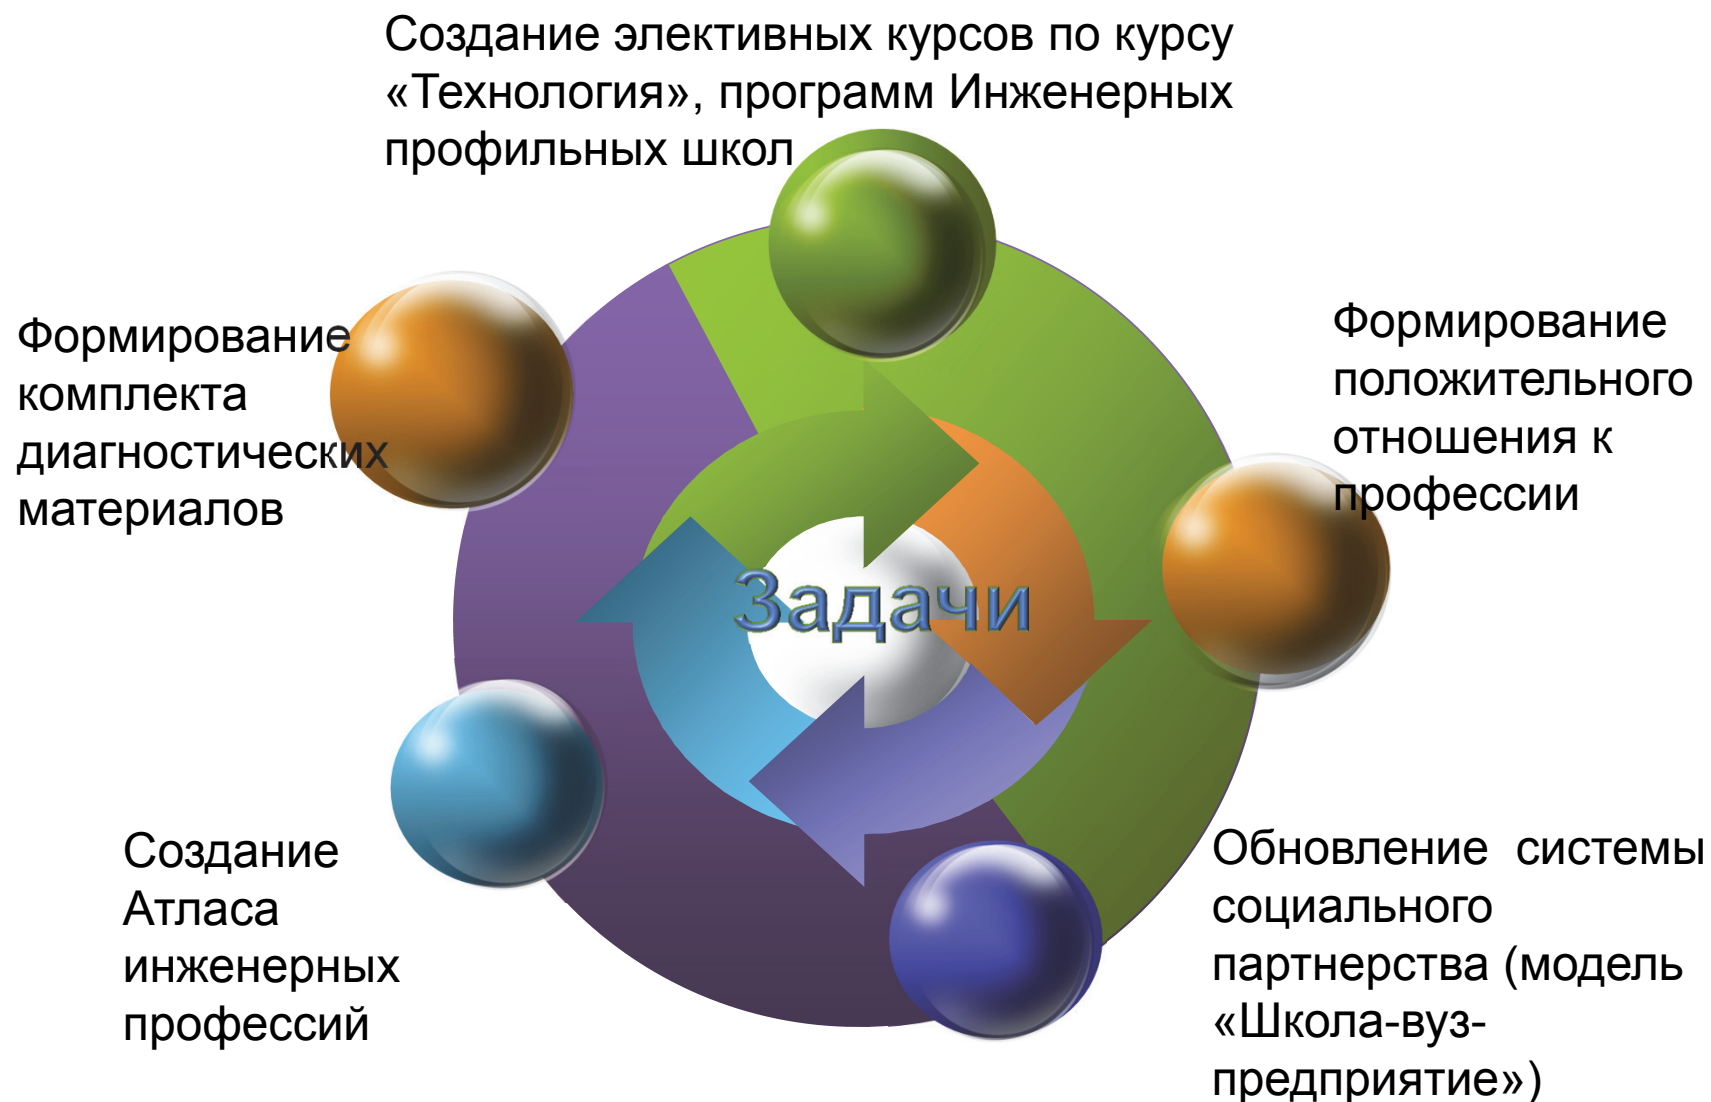 Создание элективных курсов по курсу
«Технология», программ Инженерных
профильных школ
Формирование
комплекта
диагностических
материалов
Формирование
положительного
отношения к
профессии
Задачи
Создание
Атласа
инженерных
профессий
Обновление системы
социального
партнерства (модель
«Школа-вуз-
предприятие»)